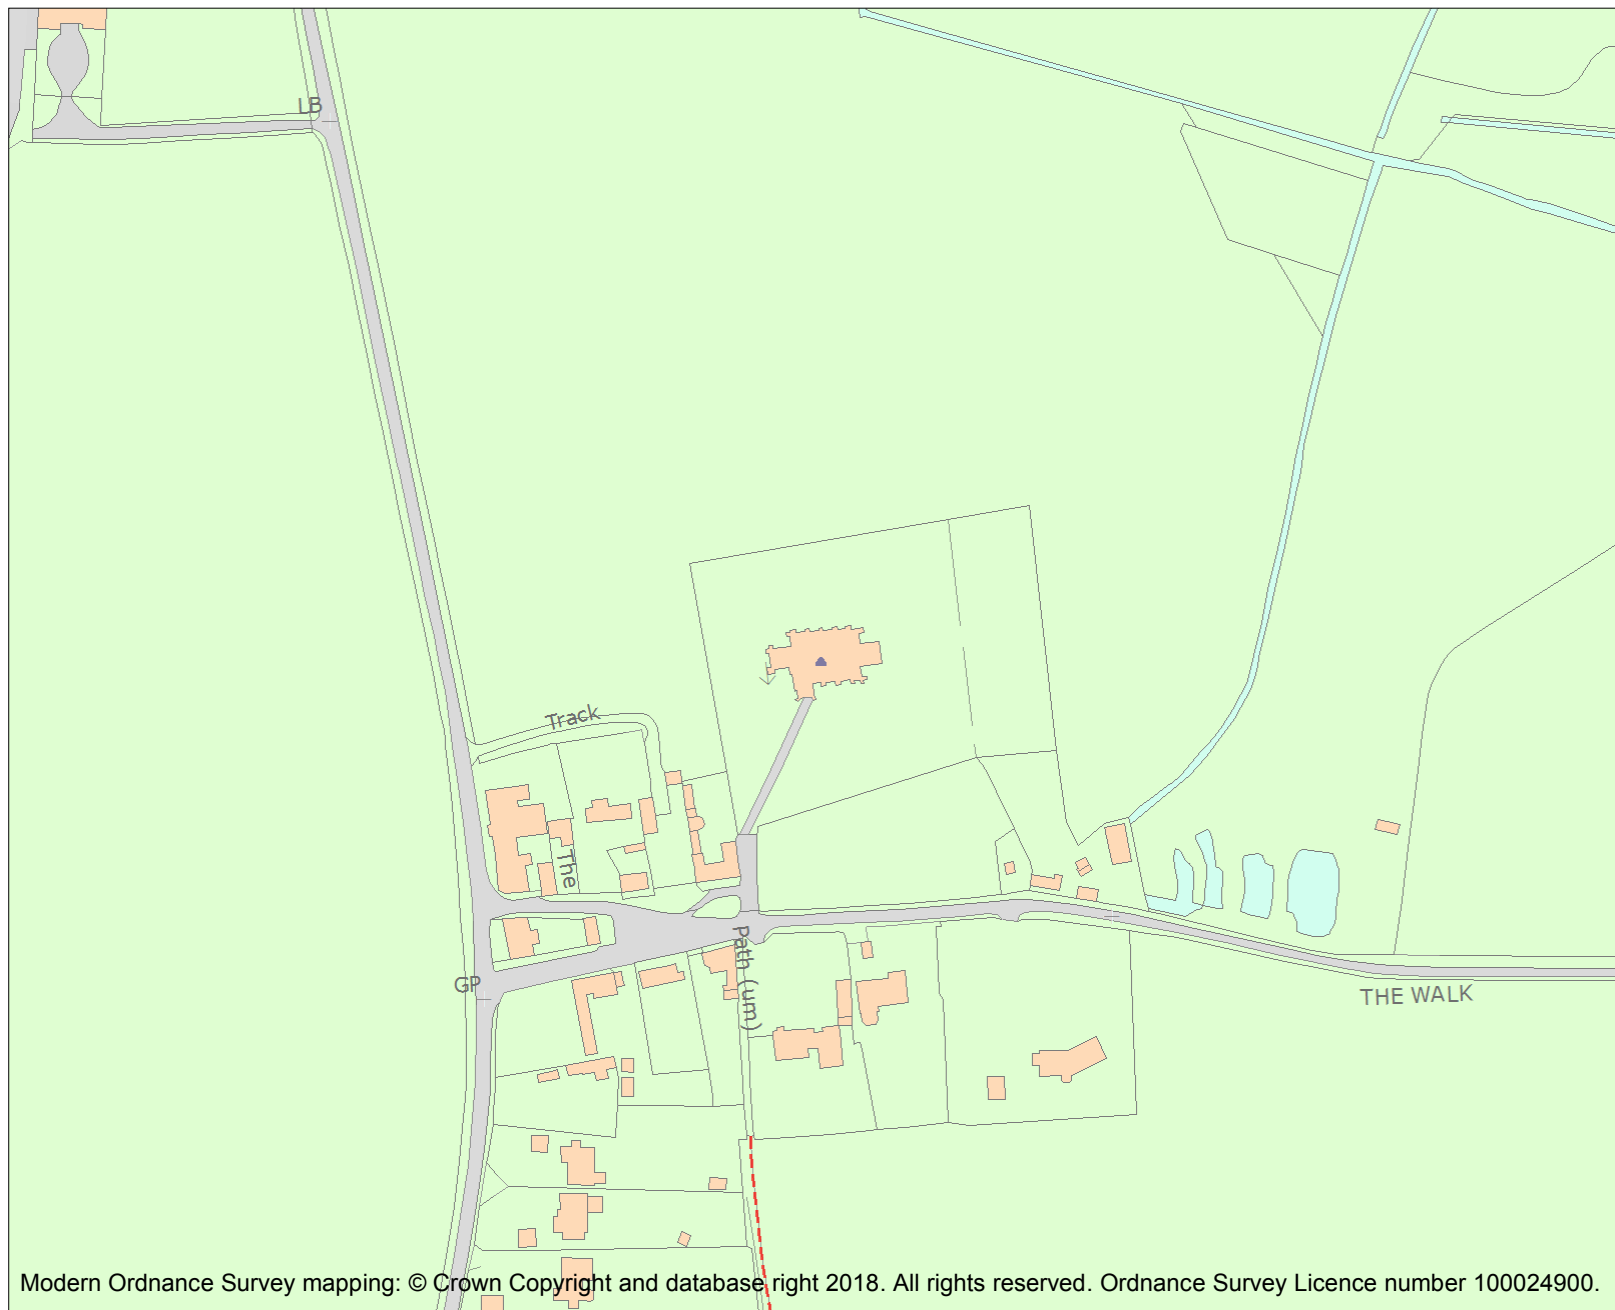 LB
Track
The
Path (um)
GP
THE WALK
Modern Ordnance Survey mapping: © Crown Copyright and database right 2018. All rights reserved. Ordnance Survey Licence number 100024900.